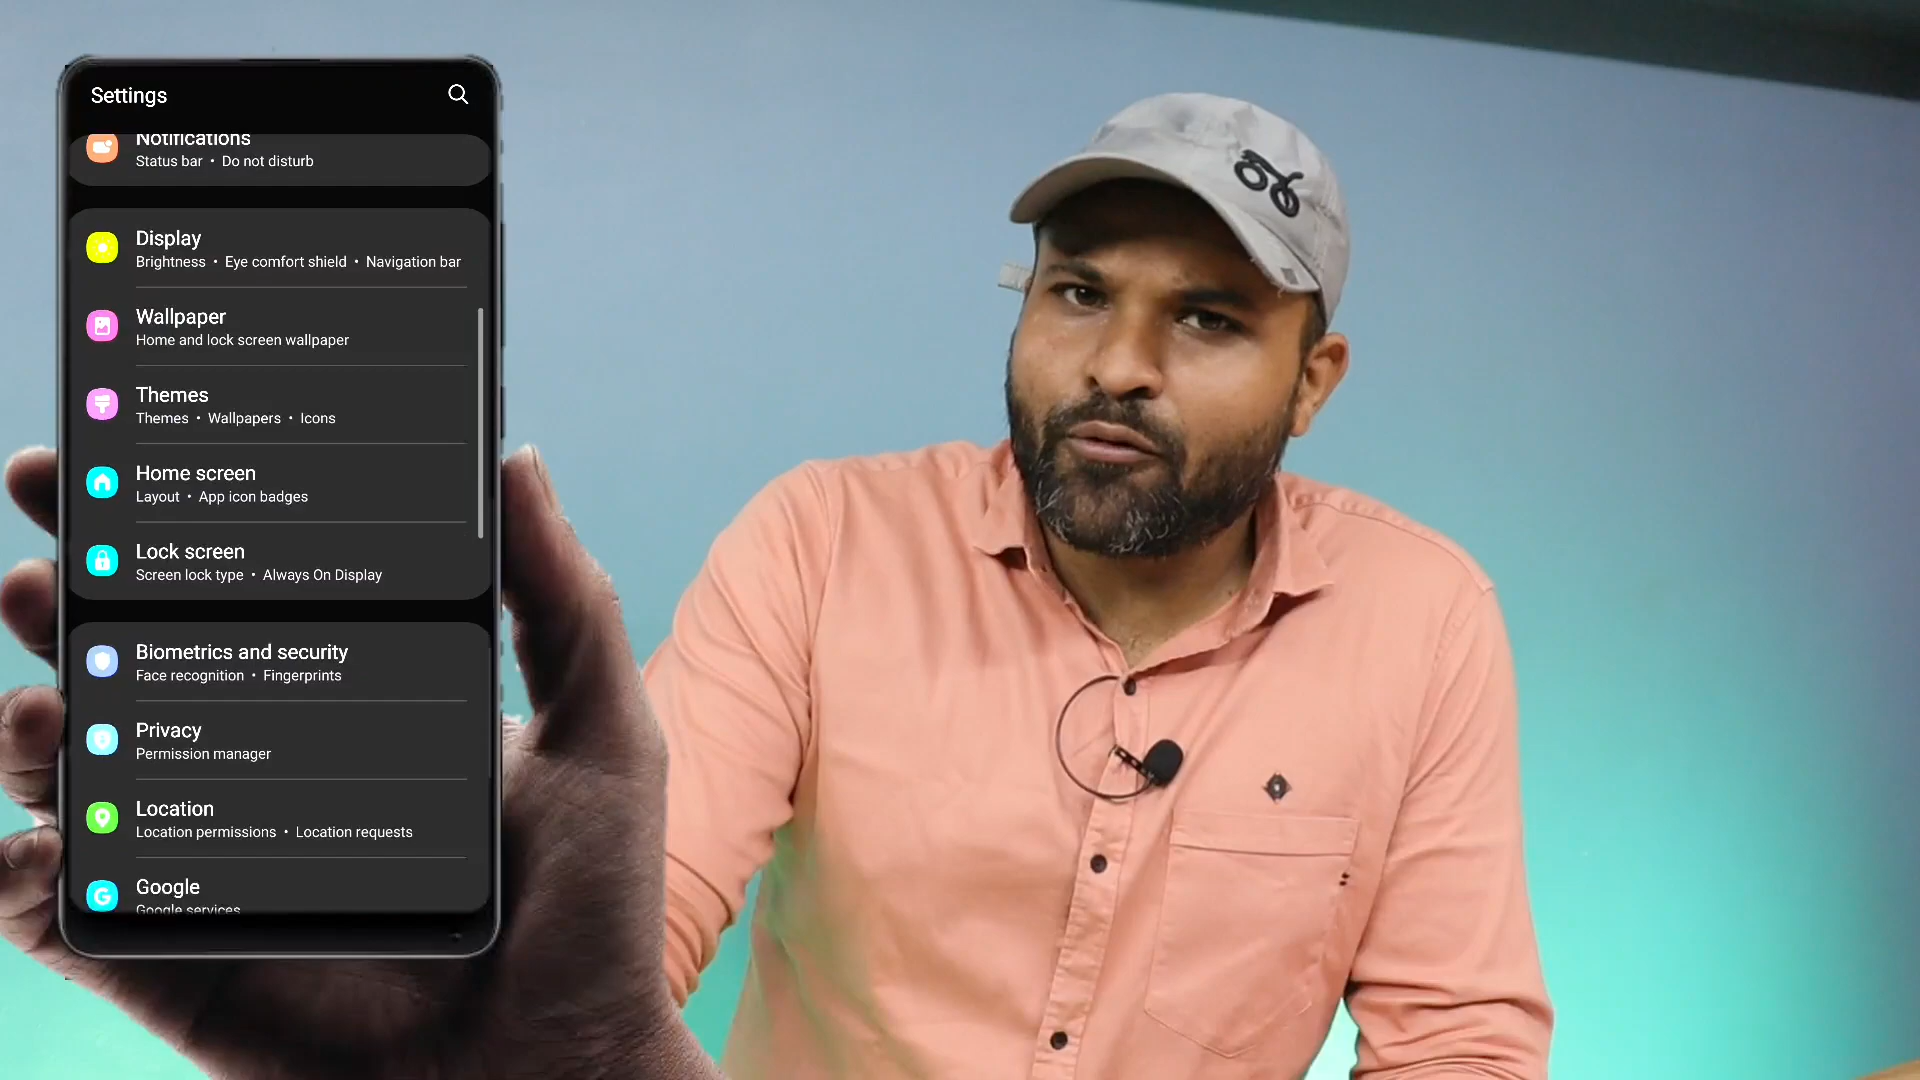 Settings
Notifications
Status bar • Do not disturb
Display
Brightness • Eye comfort shield • Navigation bar
Wallpaper
Home and lock screen wallpaper
Themes
Themes • Wallpapers • Icons
Home screen
Layout • App icon badges
Lock screen
Screen lock type • Always On Display
Biometrics and security
Face recognition • Fingerprints
Privacy
Permission manager
Location
Location permissions • Location requests
Google
Google services